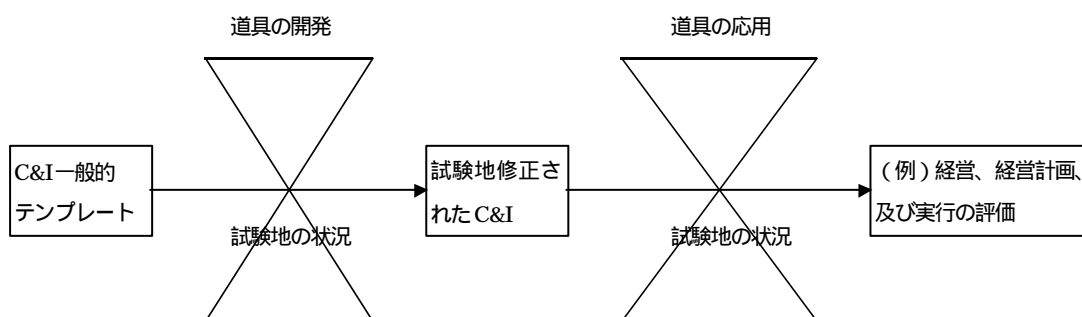 道具の開発
道具の応用
C&I一般的
テンプレート
試験地修正さ
れたC&I
(例)経営、経営計画、
及び実行の評価
試験地の状況
試験地の状況